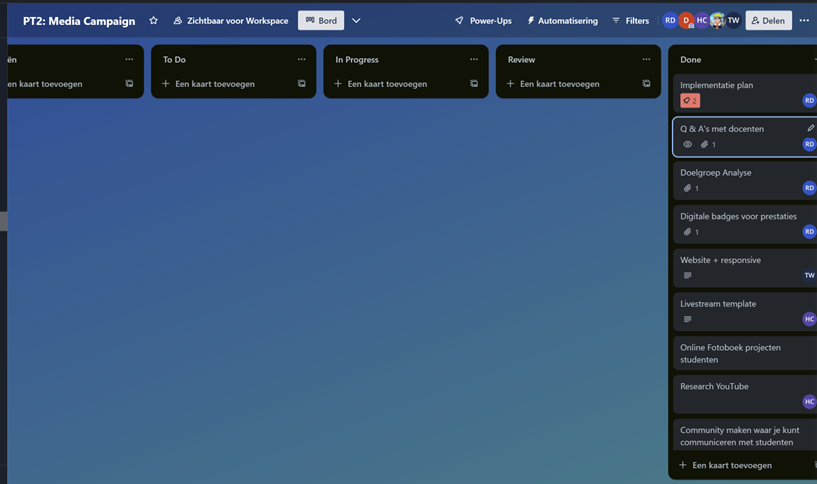 PT2: Media Campaign
Zichtbaar voor Workspace
Bord
Power-Ups
Automatisering
Filters
RD
D
HC
TW
Delen
ën
en kaart toevoegen
To Do
Een kaart toevoegen
In Progress
Een kaart toevoegen
Review
Een kaart toevoegen
Done
Implementatie plan
2
RD
Q & A's met docenten
1
RD
Doelgroep Analyse
1
RD
Digitale badges voor prestaties
1
RD
Website + responsive
TW
Livestream template
HC
Online Fotoboek projecten
studenten
Research YouTube
HC
Community maken waar je kunt
communiceren met studenten
Een kaart toevoegen